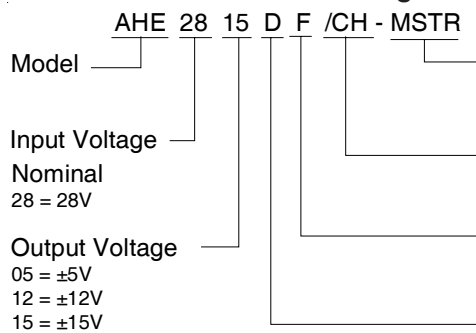 AHE 28 15 D F /CH - MSTR
Model
Input Voltage
Nominal
28 = 28V
Output Voltage
05 = ±5V
12 = ±12V
15 = ±15V